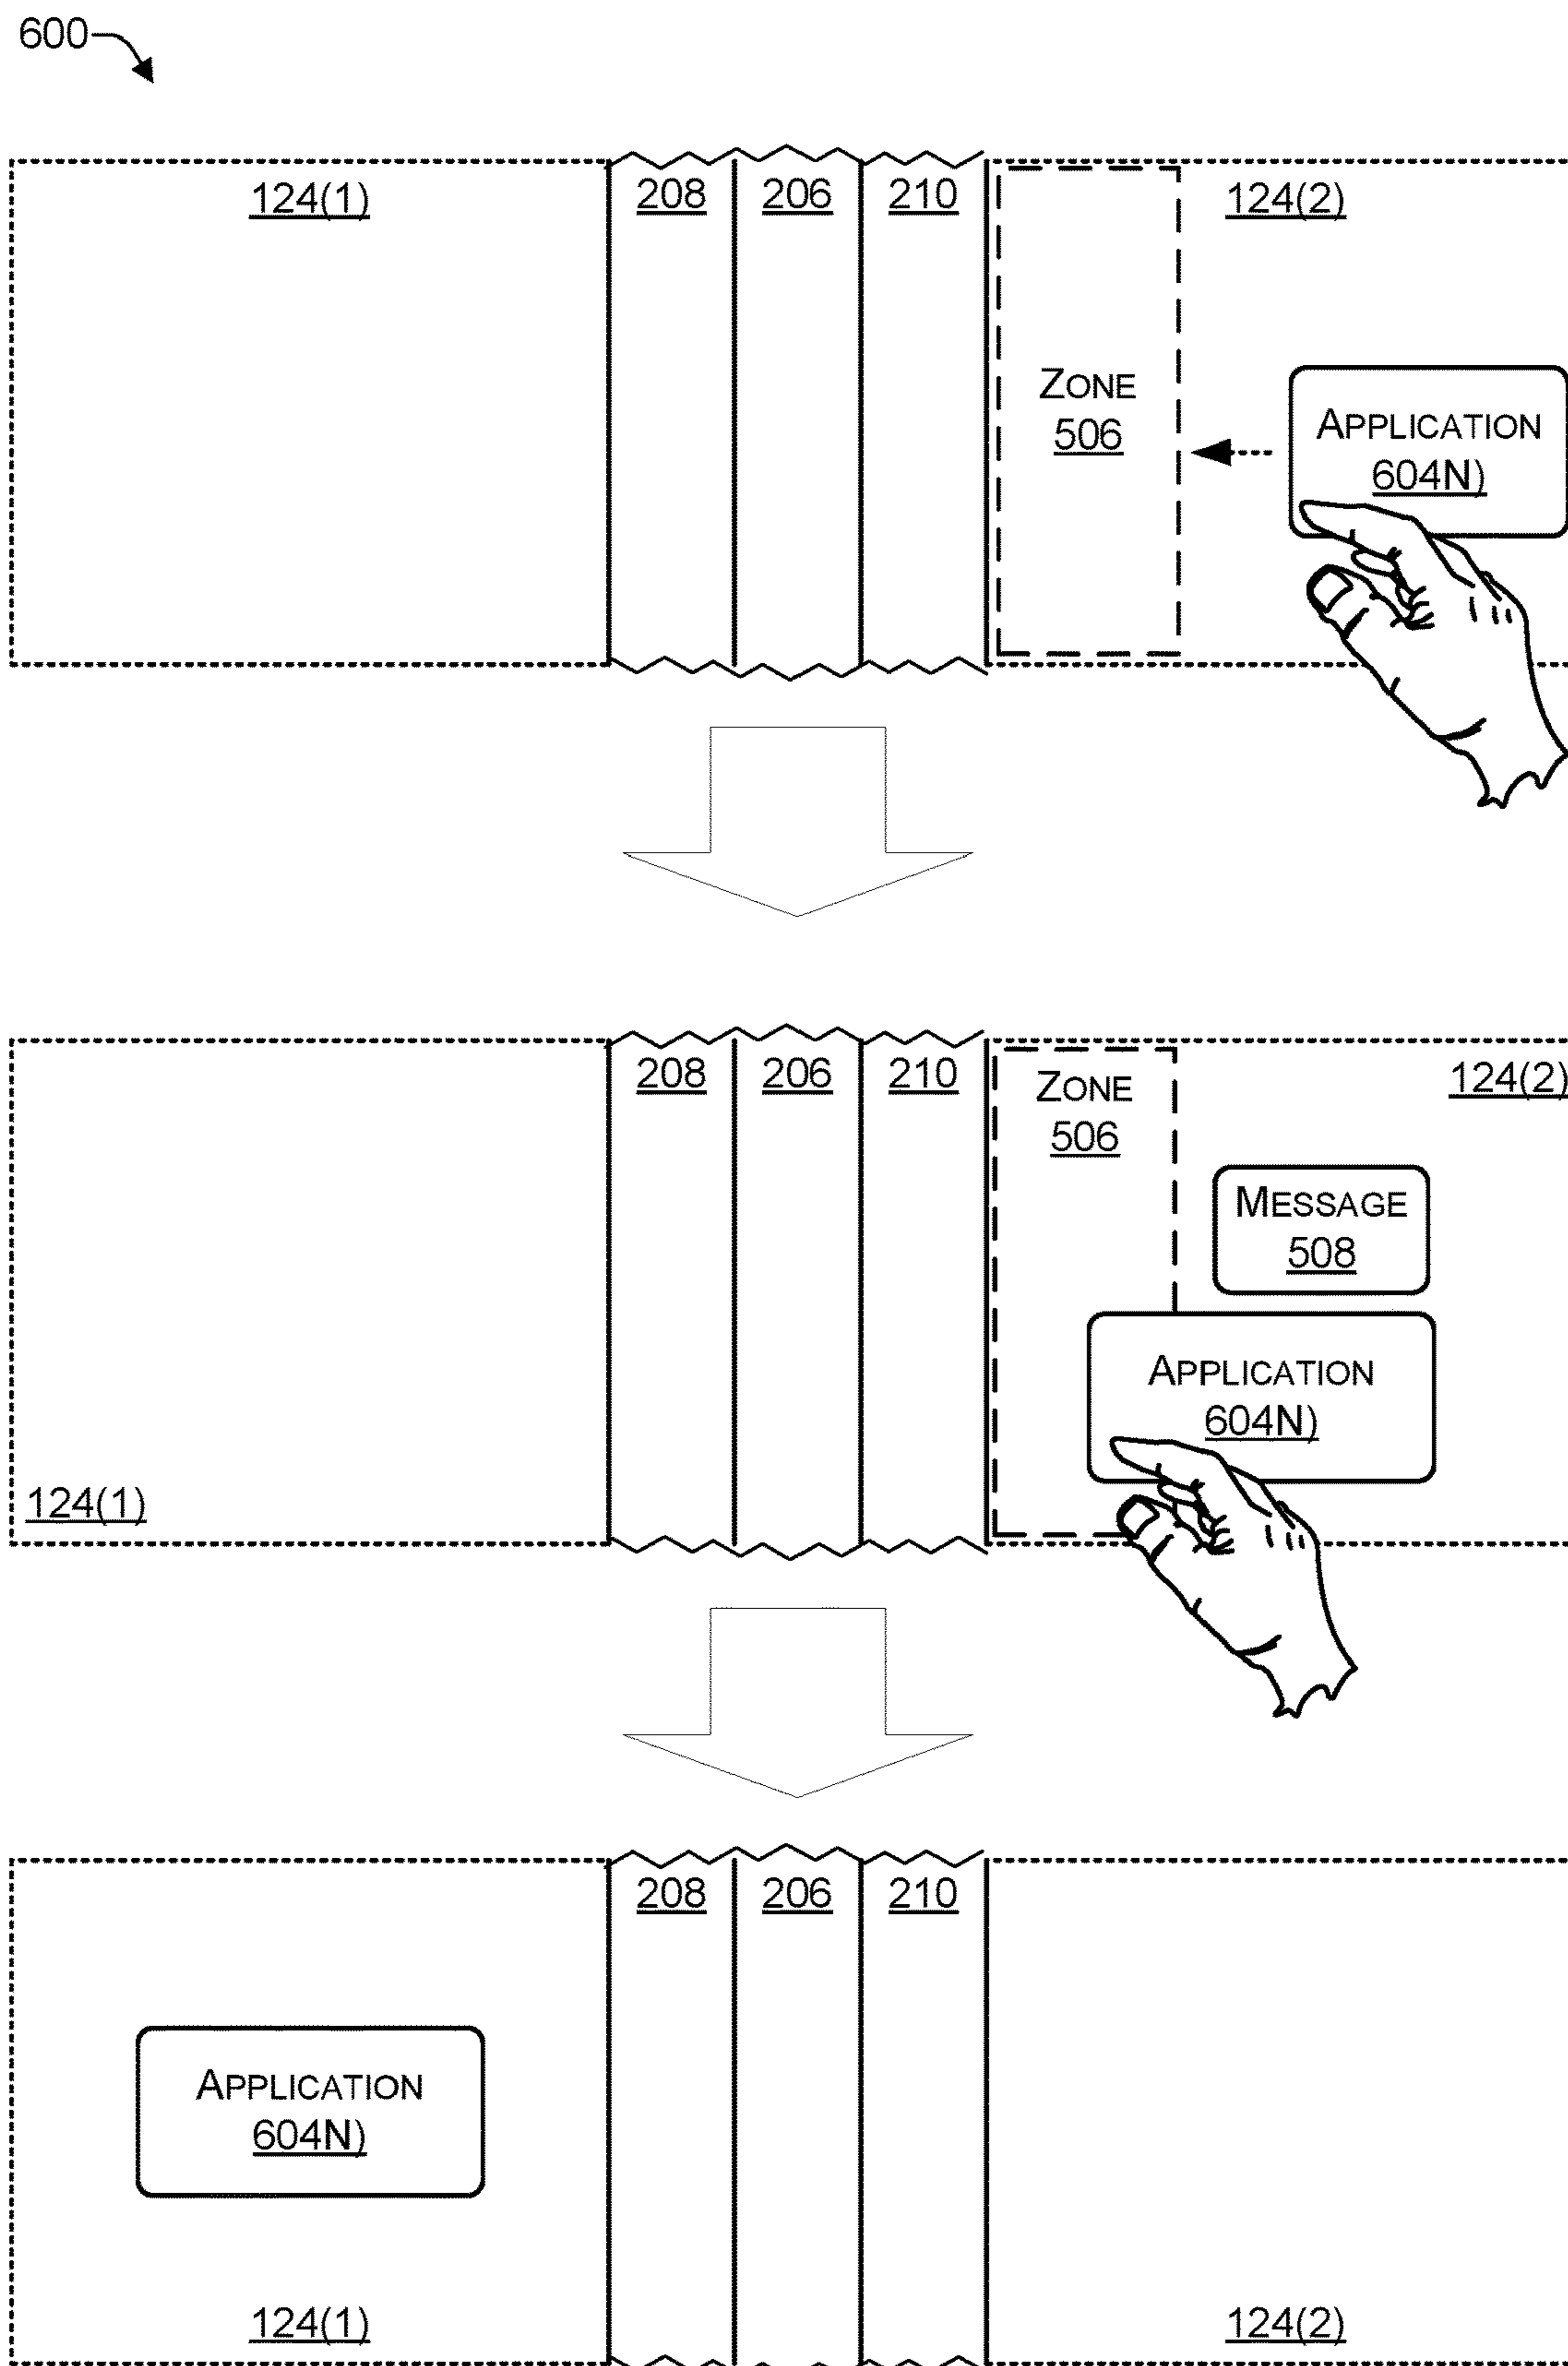 600
124(1)
208
206
210
124(2)
ZONE
506
APPLICATION
604N)
208
206
210
ZONE
506
124(2)
MESSAGE
508
APPLICATION
604N)
124(1)
208
206
210
APPLICATION
604N)
124(1)
124(2)